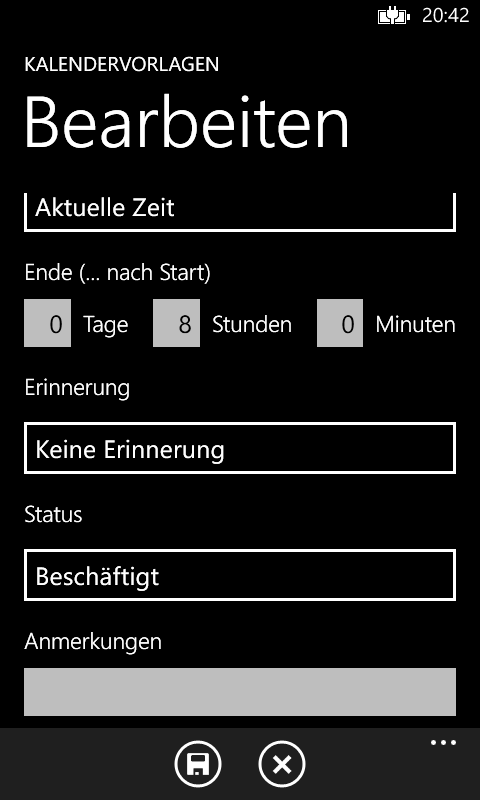 20:42
KALENDERVORLAGEN
Bearbeiten
Aktuelle Zeit
Ende (... nach Start)
0 Tage 8 Stunden 0 Minuten
Erinnerung
Keine Erinnerung
Status
Beschäftigt
Anmerkungen